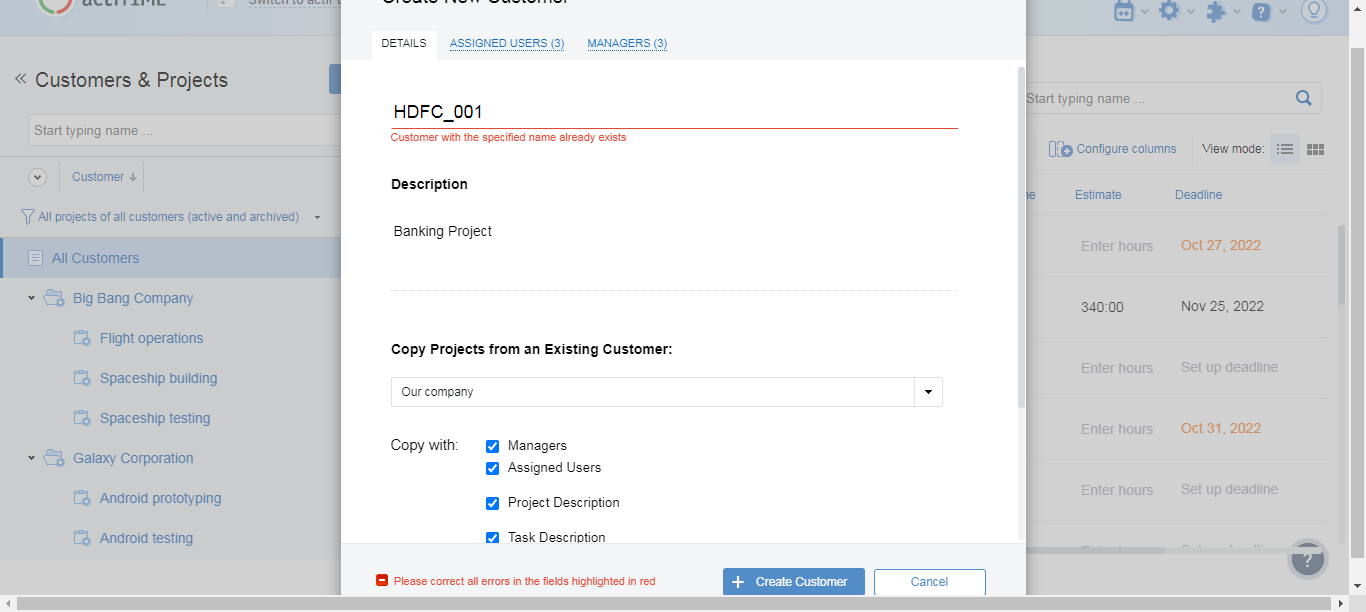 actiTIME
Switch to actiP
Create New Customer
DETAILS
ASSIGNED USERS (3)
MANAGERS (3)
Customers & Projects
Start typing name ...
Customer
All projects of all customers (active and archived)
All Customers
Big Bang Company
Flight operations
Spaceship building
Spaceship testing
Galaxy Corporation
Android prototyping
Android testing
HDFC_001
Customer with the specified name already exists
Description
Banking Project
Copy Projects from an Existing Customer:
Our company
Copy with:
Managers
Assigned Users
Project Description
Task Description
Please correct all errors in the fields highlighted in red
Create Customer
Cancel
Start typing name ...
Configure columns
View mode:
Estimate
Deadline
Enter hours
Oct 27, 2022
340:00
Nov 25, 2022
Enter hours
Set up deadline
Enter hours
Oct 31, 2022
Enter hours
Set up deadline